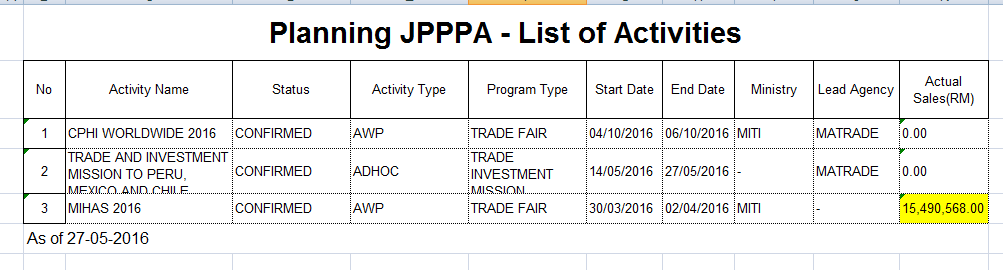 Planning JPPPA - List of Activities
No Activity Name Status Activity Type Program Type Start Date End Date Ministry Lead Agency Actual Sales(RM)
1 CPHI WORLDWIDE 2016 CONFIRMED AWP TRADE FAIR 04/10/2016 06/10/2016 MITI MATRADE 0.00
2 TRADE AND INVESTMENT MISSION TO PERU, MEXICO AND CHILE CONFIRMED ADHOC TRADE INVESTMENT MISSION 14/05/2016 27/05/2016 - MATRADE 0.00
3 MIHAS 2016 CONFIRMED AWP TRADE FAIR 30/03/2016 02/04/2016 MITI - 15,490,568.00
As of 27-05-2016